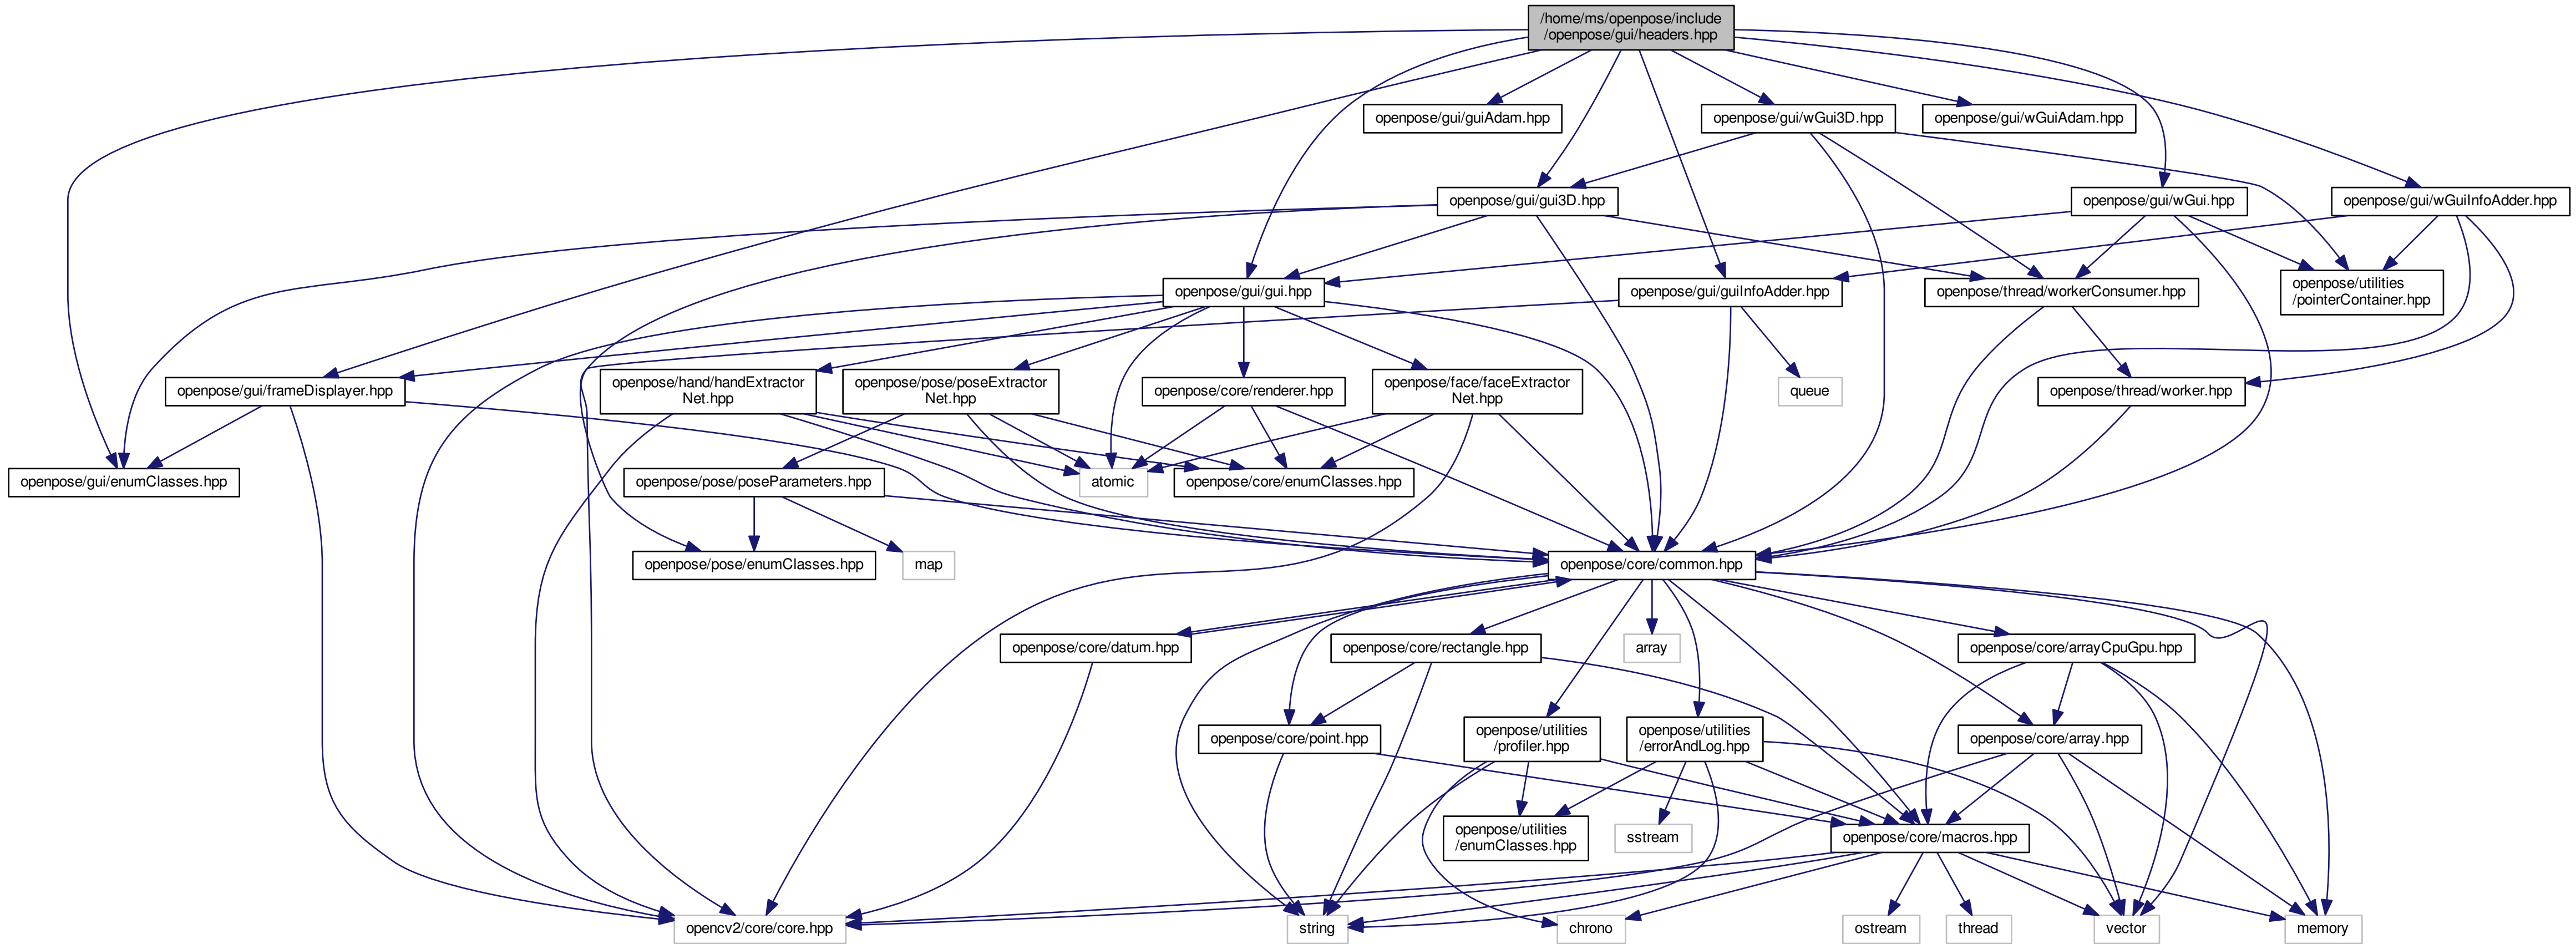 /home/ms/openpose/include
/openpose/gui/headers.hpp
openpose/gui/guiAdam.hpp
openpose/gui/wGui3D.hpp
openpose/gui/wGuiAdam.hpp
openpose/gui/gui3D.hpp
openpose/gui/wGui.hpp
openpose/gui/wGuiInfoAdder.hpp
openpose/gui/gui.hpp
openpose/gui/guiInfoAdder.hpp
openpose/thread/workerConsumer.hpp
openpose/utilities
/pointerContainer.hpp
openpose/gui/frameDisplayer.hpp
openpose/hand/handExtractor
Net.hpp
openpose/pose/poseExtractor
Net.hpp
openpose/core/renderer.hpp
openpose/face/faceExtractor
Net.hpp
queue
openpose/thread/worker.hpp
openpose/gui/enumClasses.hpp
openpose/pose/poseParameters.hpp
atomic
openpose/core/enumClasses.hpp
openpose/pose/enumClasses.hpp
map
openpose/core/common.hpp
openpose/core/datum.hpp
openpose/core/rectangle.hpp
array
openpose/core/arrayCpuGpu.hpp
openpose/core/point.hpp
openpose/utilities
/profiler.hpp
openpose/utilities
/errorAndLog.hpp
openpose/core/array.hpp
openpose/utilities
/enumClasses.hpp
sstream
openpose/core/macros.hpp
opencv2/core/core.hpp
string
chrono
ostream
thread
vector
memory